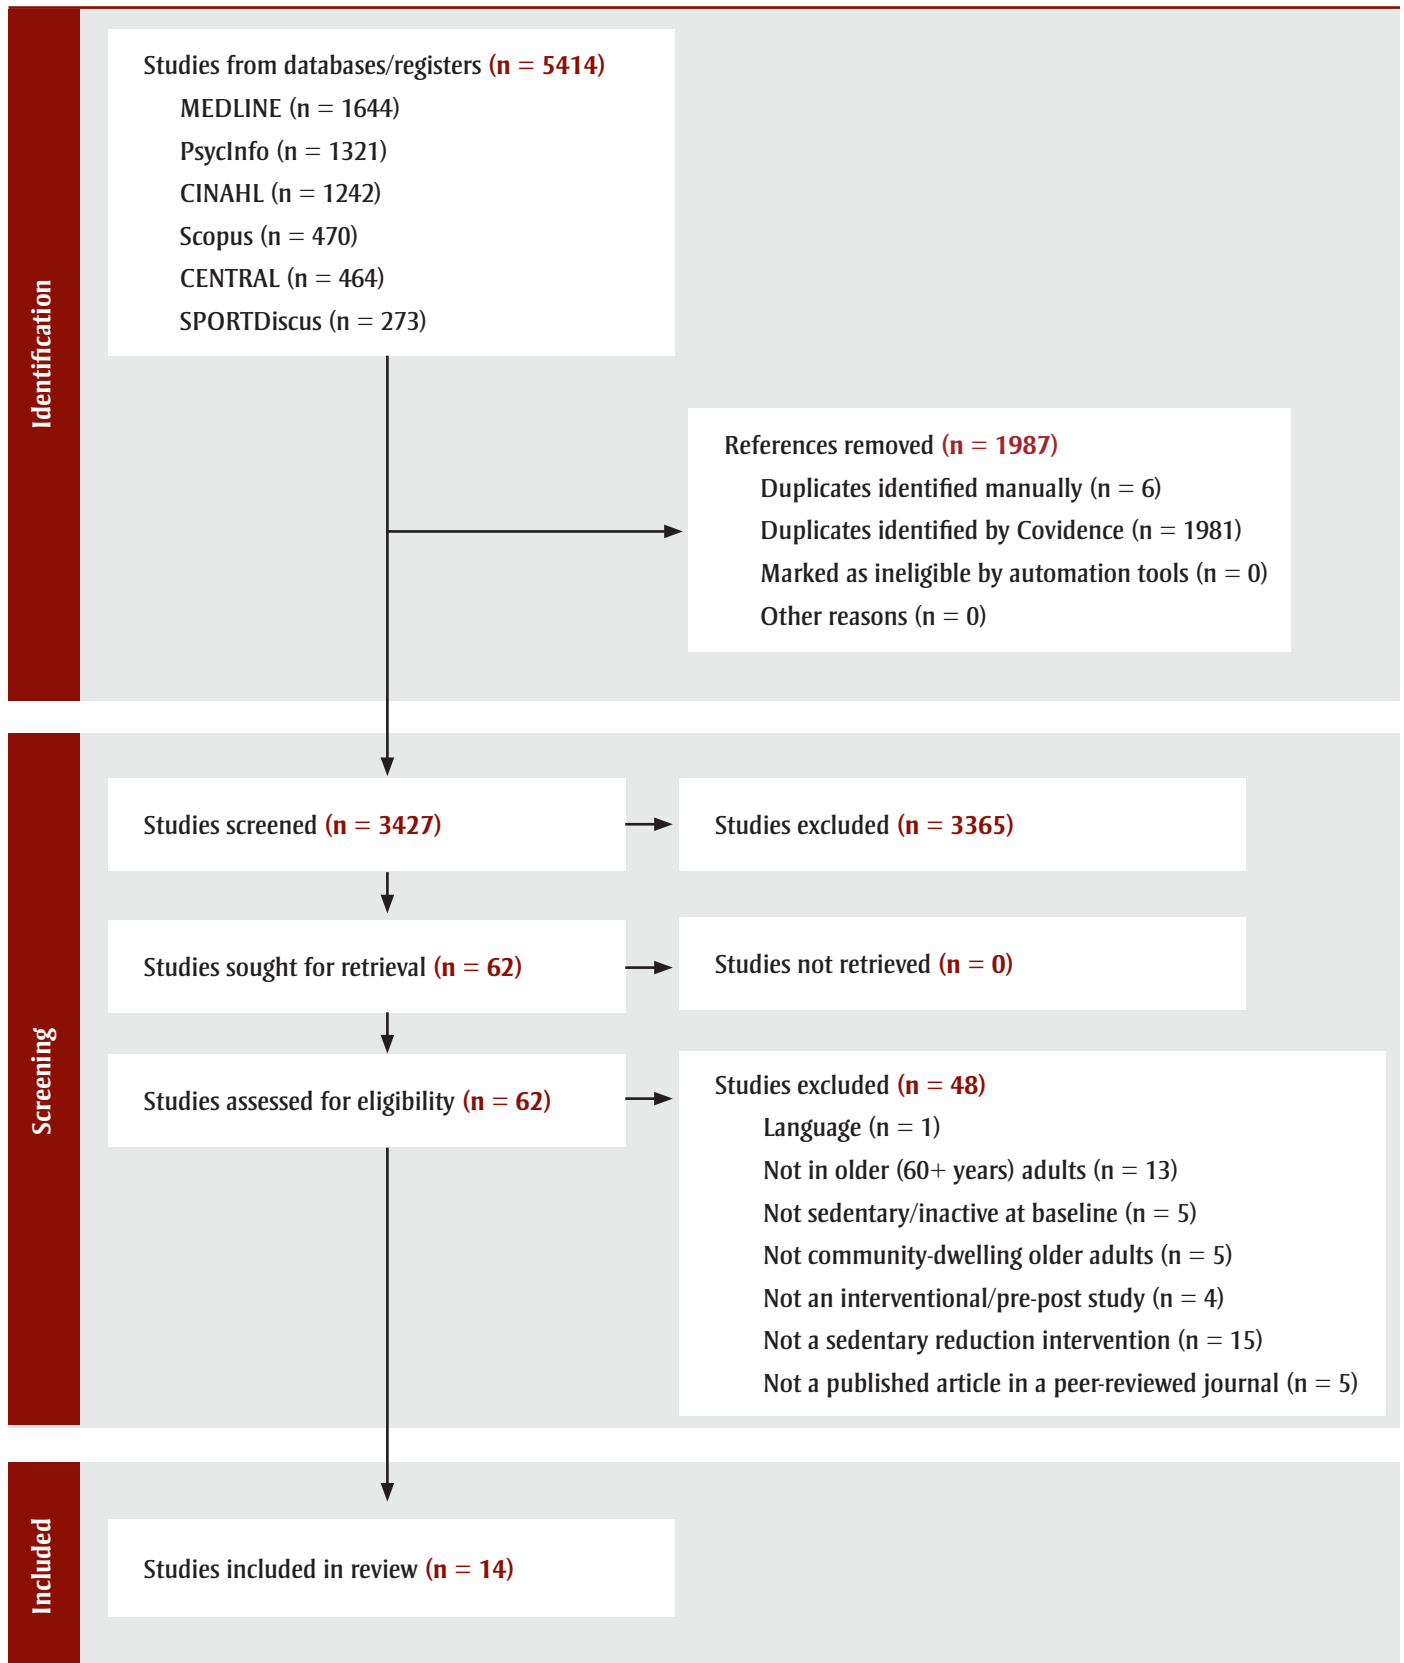 Identification
Studies from databases/registers (n = 5414)
MEDLINE (n = 1644)
PsycInfo (n = 1321)
CINAHL (n = 1242)
Scopus (n = 470)
CENTRAL (n = 464)
SPORTDiscus (n = 273)
References removed (n = 1987)
Duplicates identified manually (n = 6)
Duplicates identified by Covidence (n = 1981)
Marked as ineligible by automation tools (n = 0)
Other reasons (n = 0)
Screening
Studies screened (n = 3427)
Studies excluded (n = 3365)
Studies sought for retrieval (n = 62)
Studies not retrieved (n = 0)
Studies assessed for eligibility (n = 62)
Studies excluded (n = 48)
Language (n = 1)
Not in older (60+ years) adults (n = 13)
Not sedentary/inactive at baseline (n = 5)
Not community-dwelling older adults (n = 5)
Not an interventional/pre-post study (n = 4)
Not a sedentary reduction intervention (n = 15)
Not a published article in a peer-reviewed journal (n = 5)
Included
Studies included in review (n = 14)